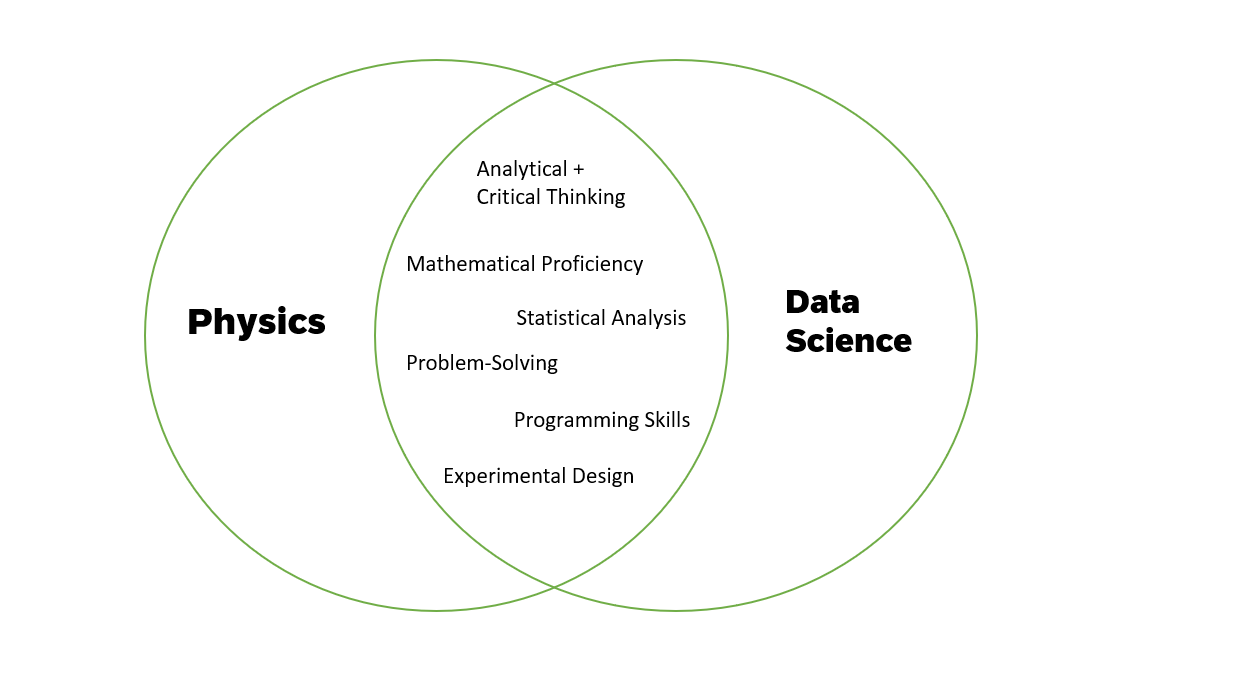 Analytical +
Critical Thinking
Mathematical Proficiency
Physics
Data
Science
Statistical Analysis
Problem-Solving
Programming Skills
Experimental Design